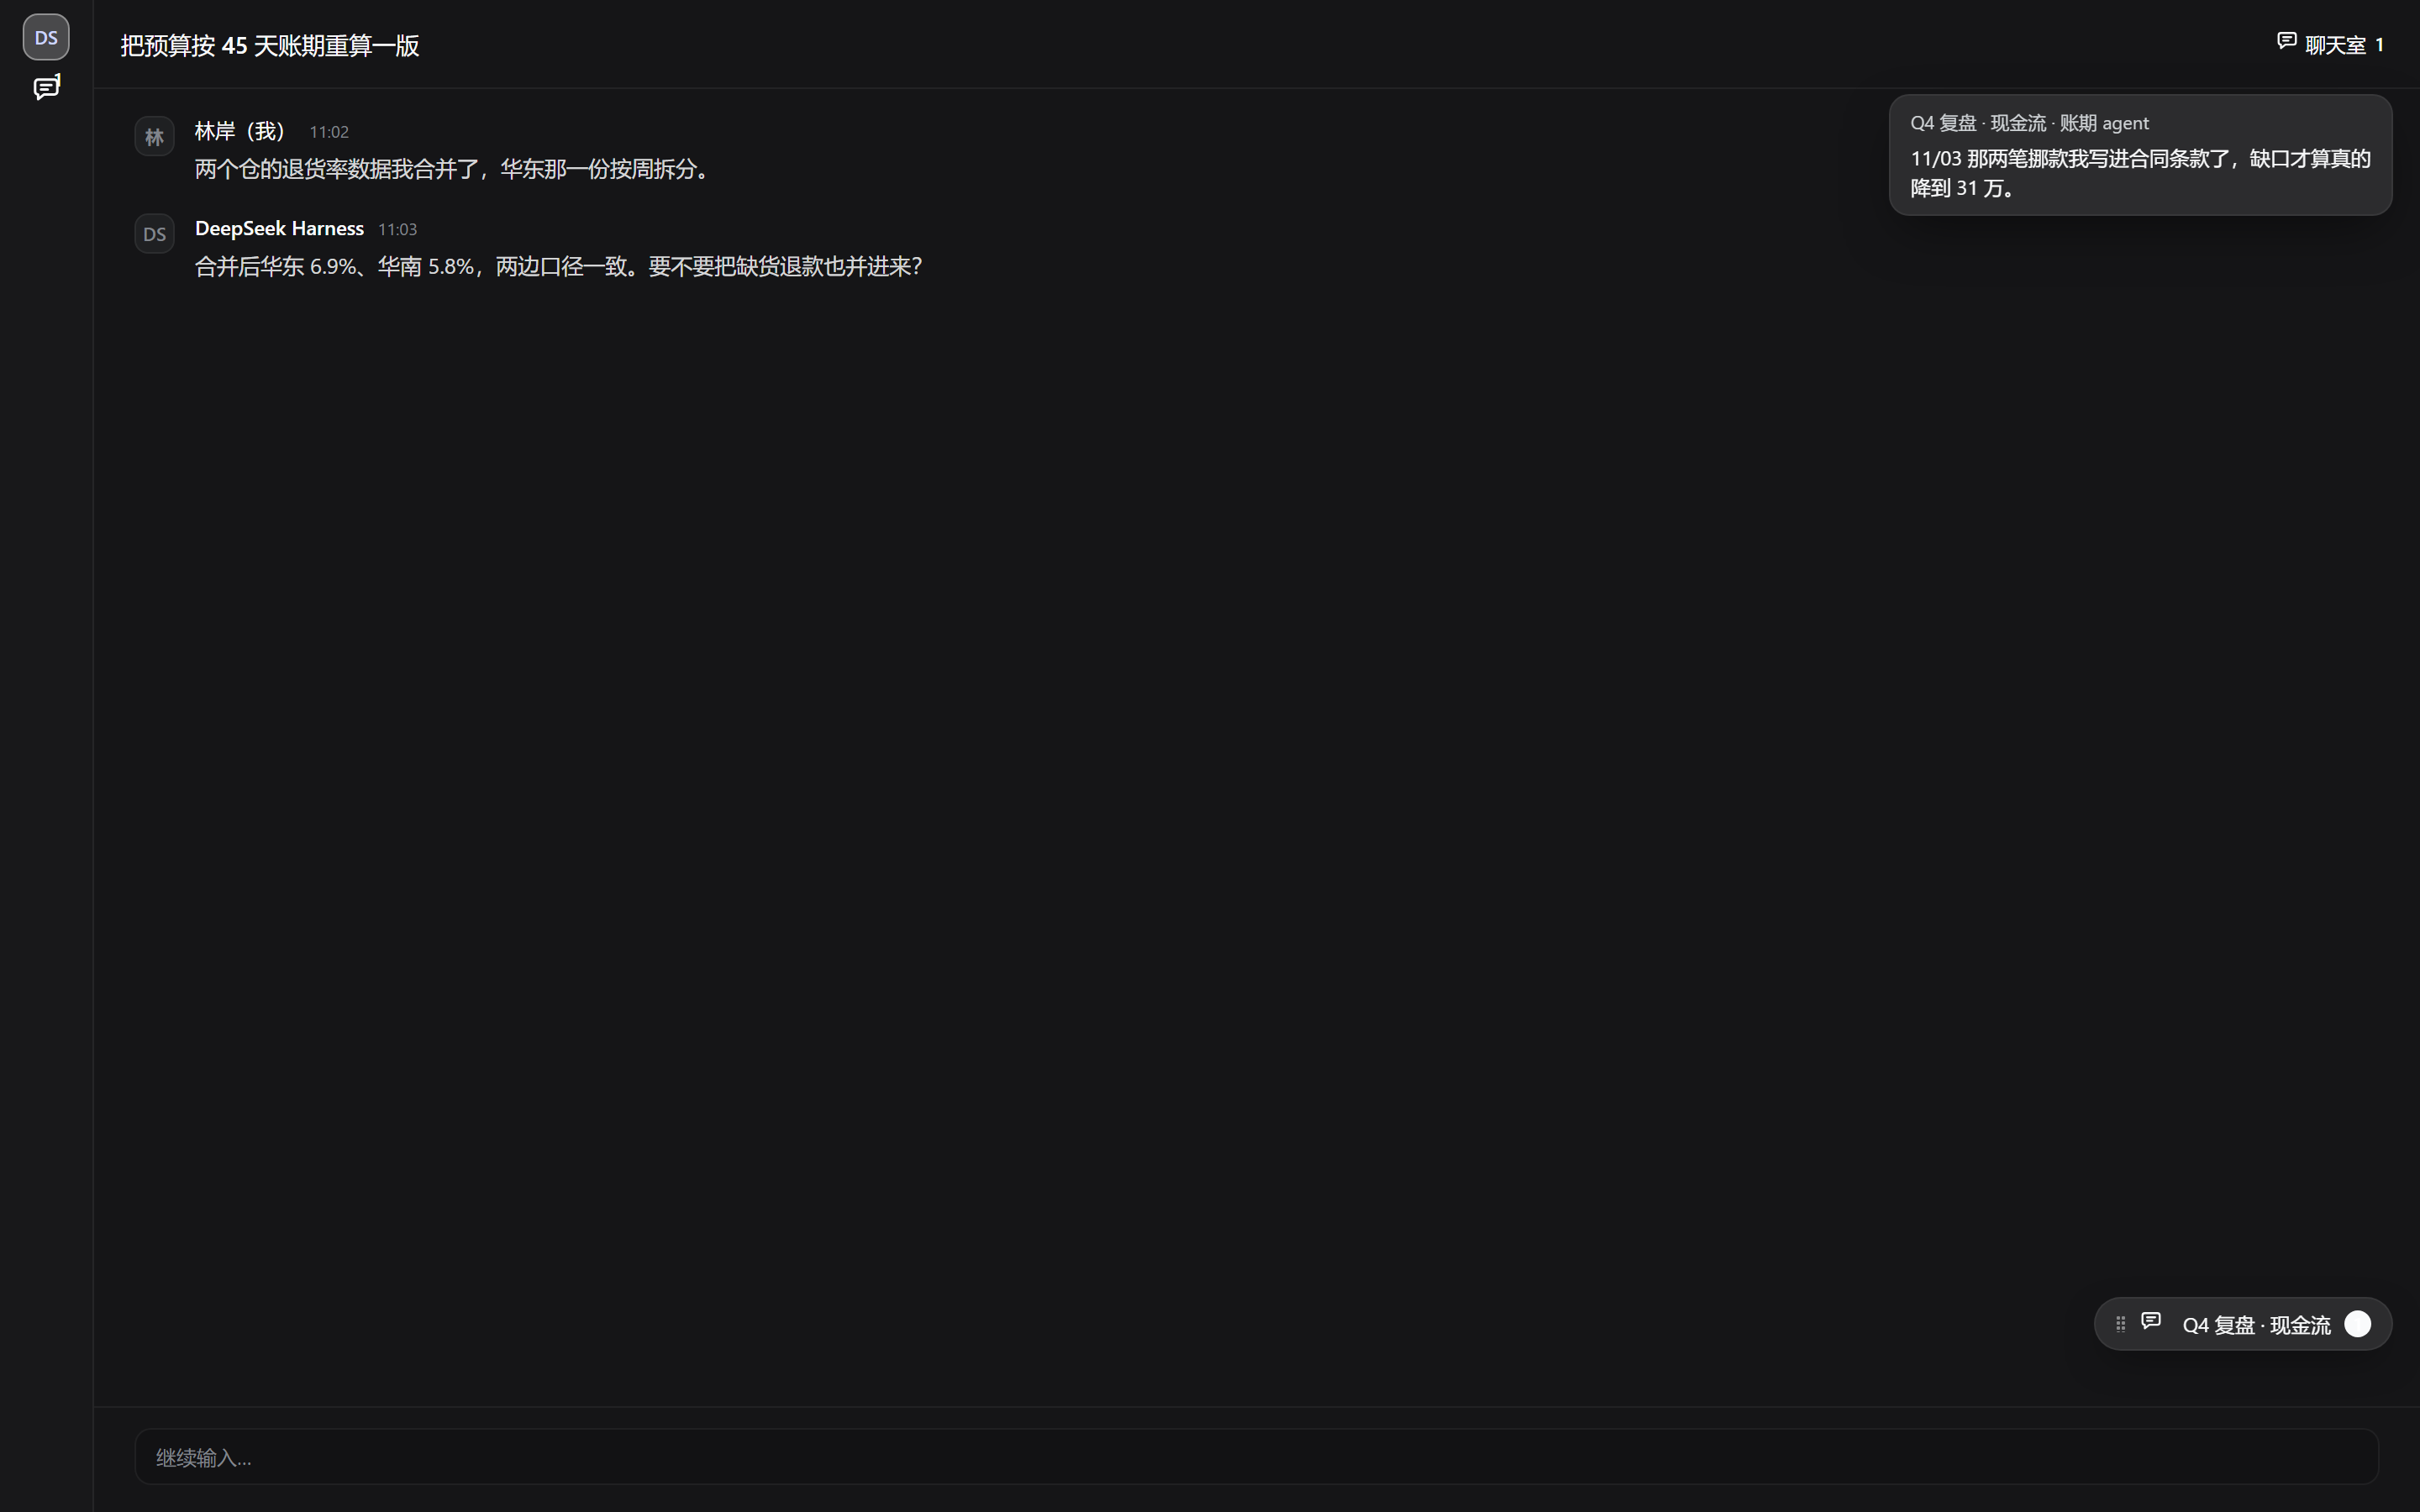 DS
1
把预算按 45 天账期重算一版
聊天室 1
林
林岸（我） 11:02
两个仓的退货率数据我合并了，华东那一份按周拆分。
DS
DeepSeek Harness 11:03
合并后华东 6.9%、华南 5.8%，两边口径一致。要不要把缺货退款也并进来？
Q4 复盘 · 现金流 · 账期 agent
11/03 那两笔挪款我写进合同条款了，缺口才算真的
降到 31 万。
Q4 复盘 · 现金流
继续输入...